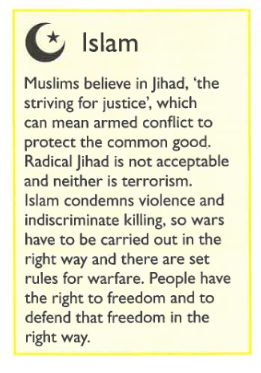 Islam
Muslims believe in Jihad, 'the
striving for justice', which
can mean armed conflict to
protect the common good.
Radical Jihad is not acceptable
and neither is terrorism.
Islam condemns violence and
indiscriminate killing, so wars
have to be carried out in the
right way and there are set
rules for warfare. People have
the right to freedom and to
defend that freedom in the
right way.